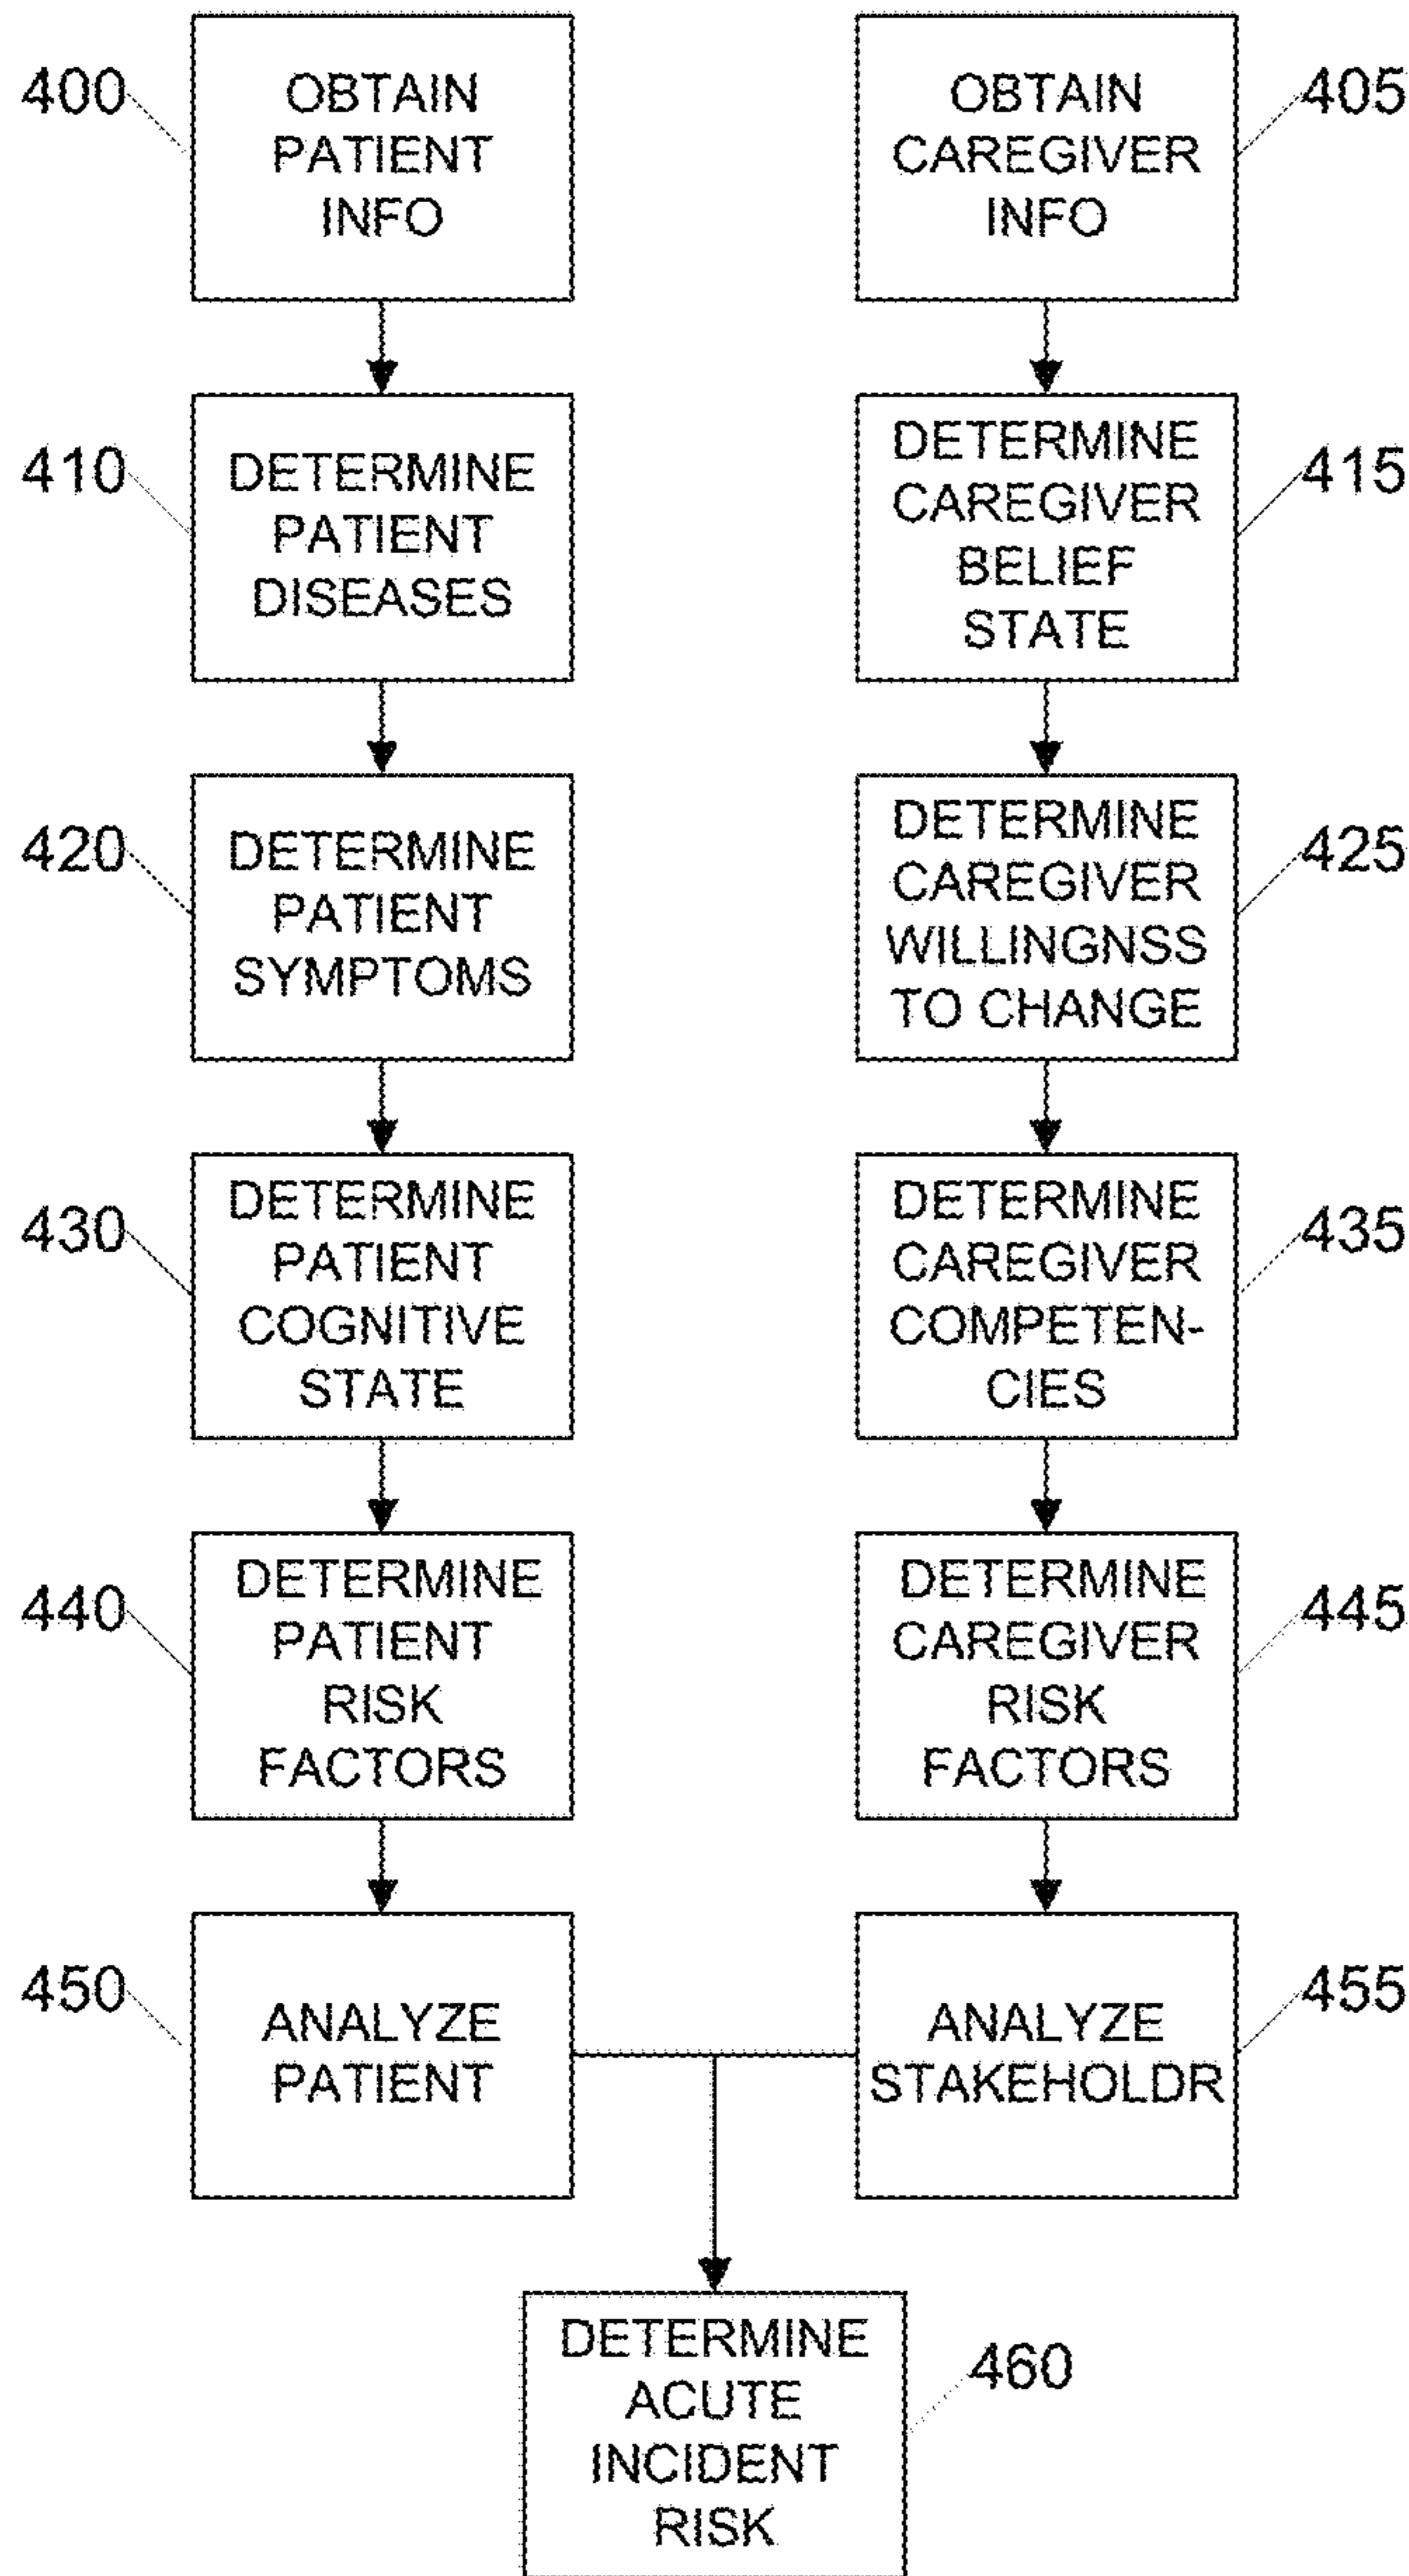 400
OBTAIN
PATIENT
INFO
OBTAIN
CAREGIVER
INFO
405
410
DETERMINE
PATIENT
DISEASES
DETERMINE
CAREGIVER
BELIEF
STATE
415
420
DETERMINE
PATIENT
SYMPTOMS
DETERMINE
CAREGIVER
WILLINGNSS
TO CHANGE
425
430
DETERMINE
PATIENT
COGNITIVE
STATE
DETERMINE
CAREGIVER
COMPETEN-
CIES
435
440
DETERMINE
PATIENT
RISK
FACTORS
DETERMINE
CAREGIVER
RISK
FACTORS
445
450
ANALYZE
PATIENT
ANALYZE
STAKEHOLDR
455
DETERMINE
ACUTE
INCIDENT
RISK
460